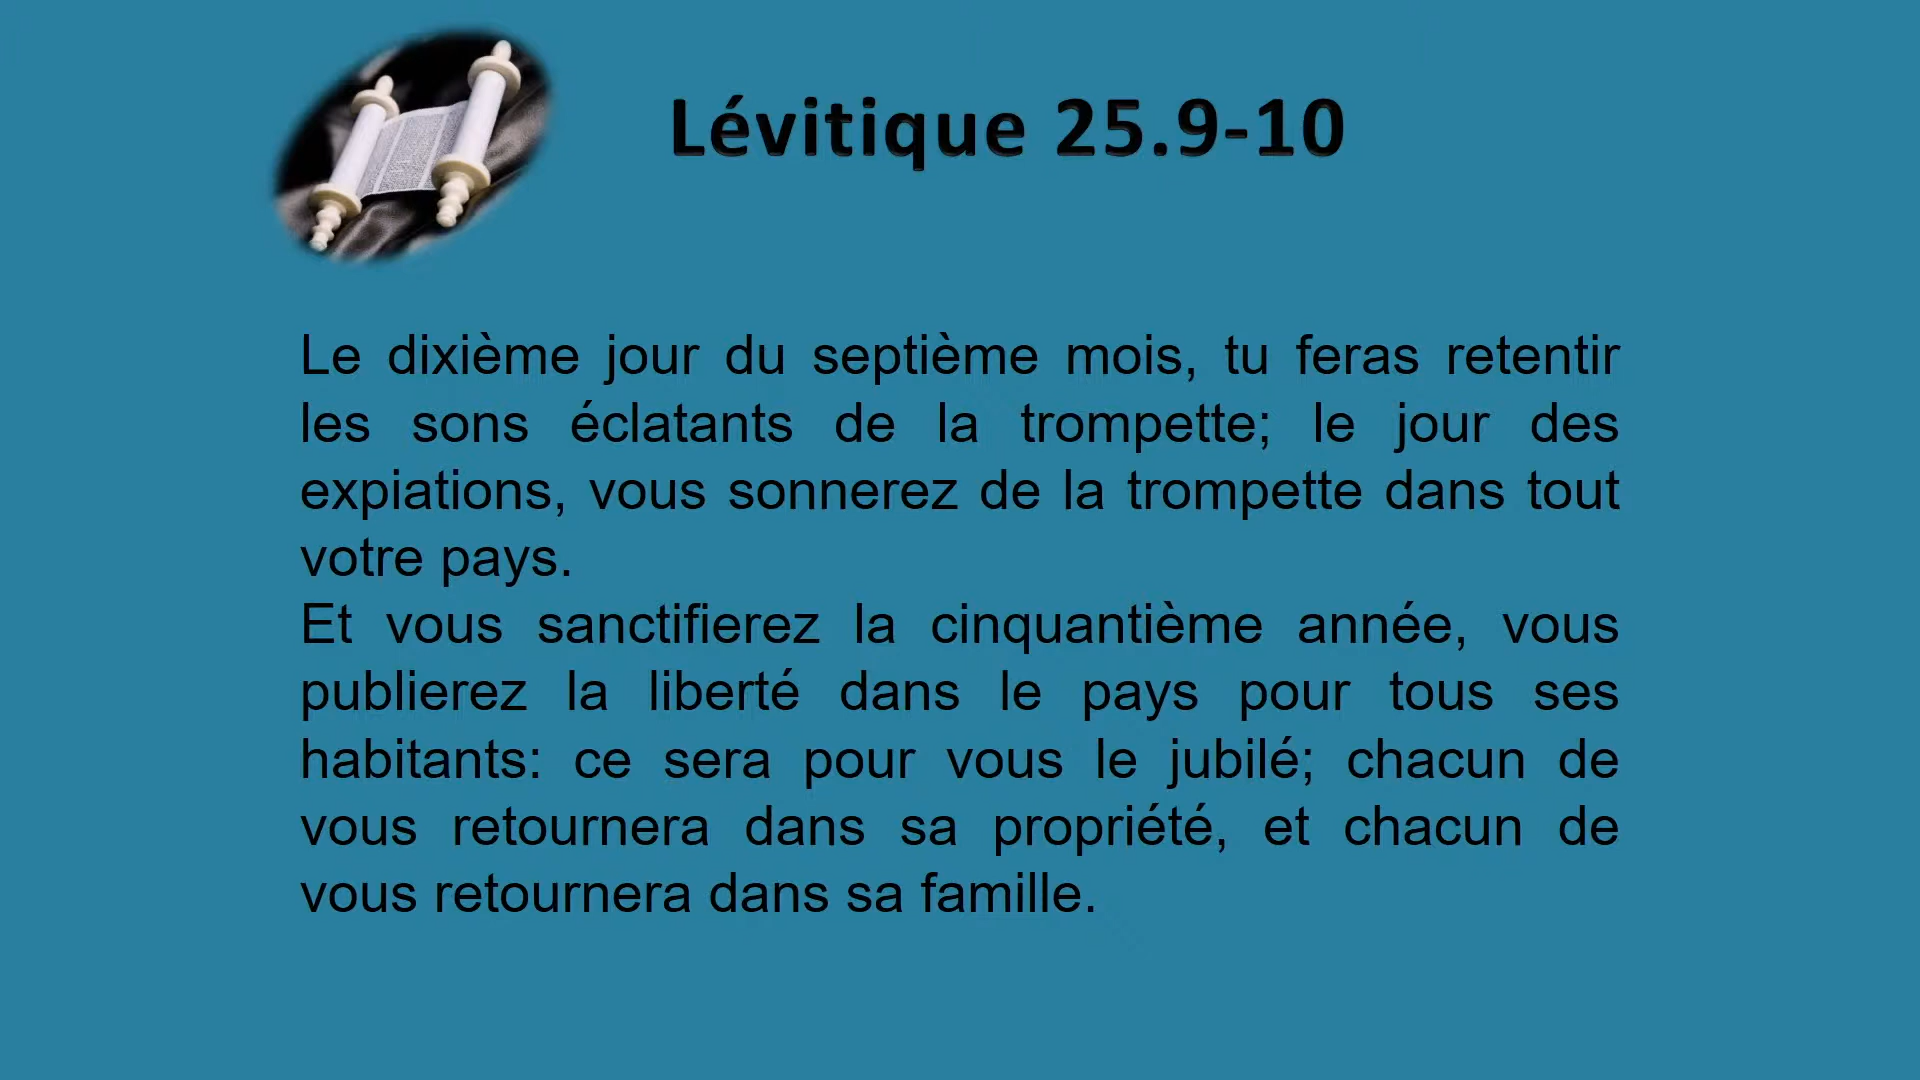 Lévitique 25.9-10
Le dixième jour du septième mois, tu feras retentir
les sons éclatants de la trompette; le jour des
expiations, vous sonnerez de la trompette dans tout
votre pays.
Et vous sanctifierez la cinquantième année, vous
publierez la liberté dans le pays pour tous ses
habitants: ce sera pour vous le jubilé; chacun de
vous retournera dans sa propriété, et chacun de
vous retournera dans sa famille.